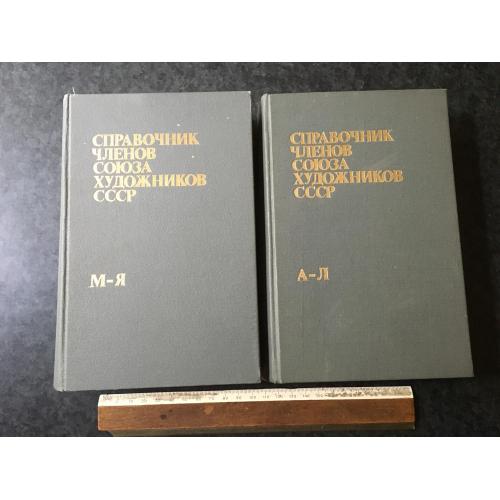 СПРАВОЧНИК
ЧЛЕНОВ
СОЮЗА
ХУДОЖНИКОВ
СССР
М-Я
СПРАВОЧНИК
ЧЛЕНОВ
СОЮЗА
ХУДОЖНИКОВ
СССР
А-Л